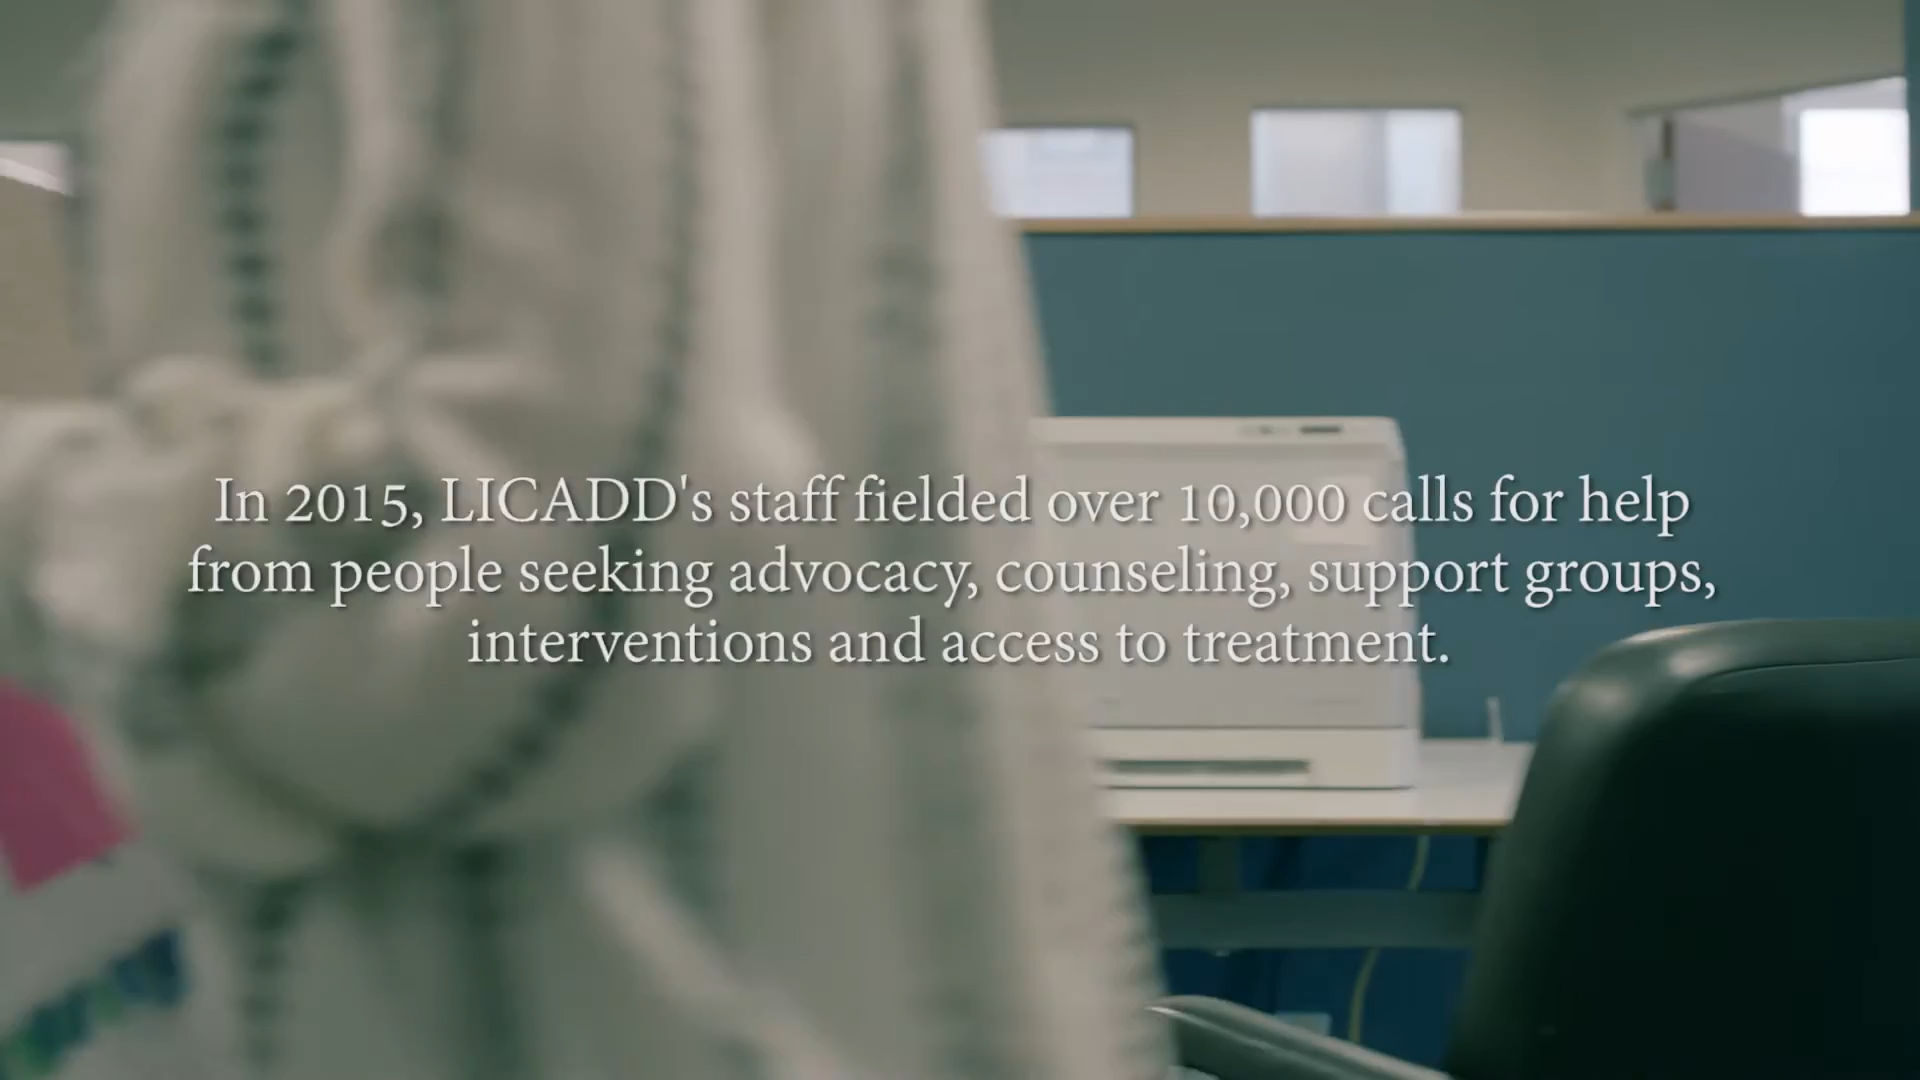 In 2015, LICADD's staff fielded over 10,000 calls for help
from people seeking advocacy, counseling, support groups,
interventions and access to treatment.